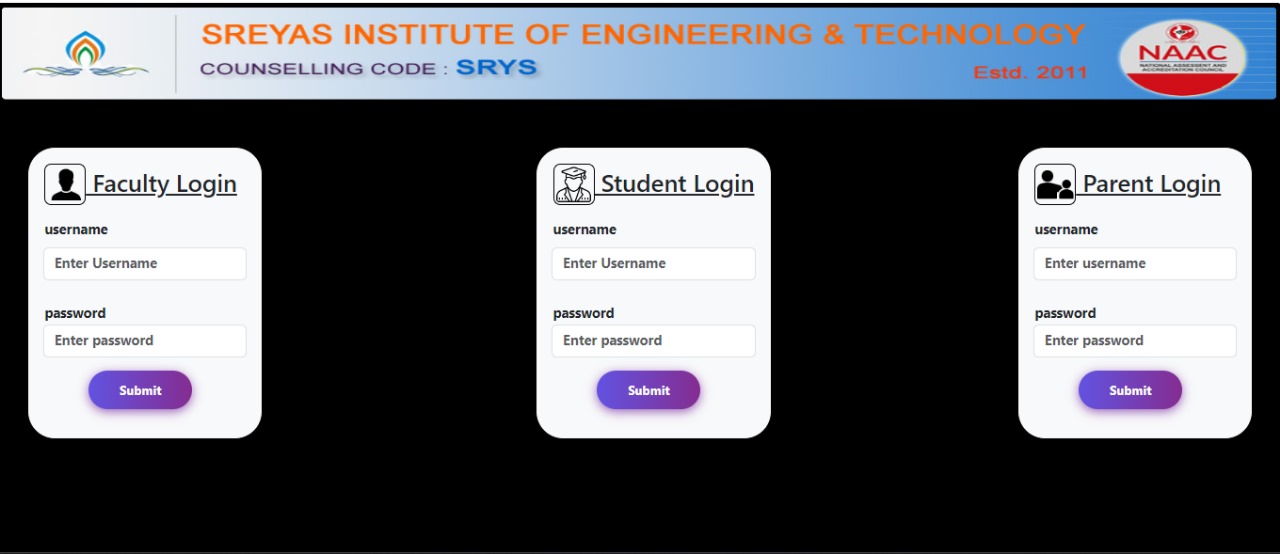 SREYAS INSTITUTE OF ENGINEERING & TECHNOLOGY
COUNSELLING CODE : SRYS
Estd. 2011
NAAC
NATIONAL ASSESSMENT AND
ACCREDITATION COUNCIL
Faculty Login
username
Enter Username
password
Enter password
Submit
Student Login
username
Enter Username
password
Enter password
Submit
Parent Login
username
Enter username
password
Enter password
Submit